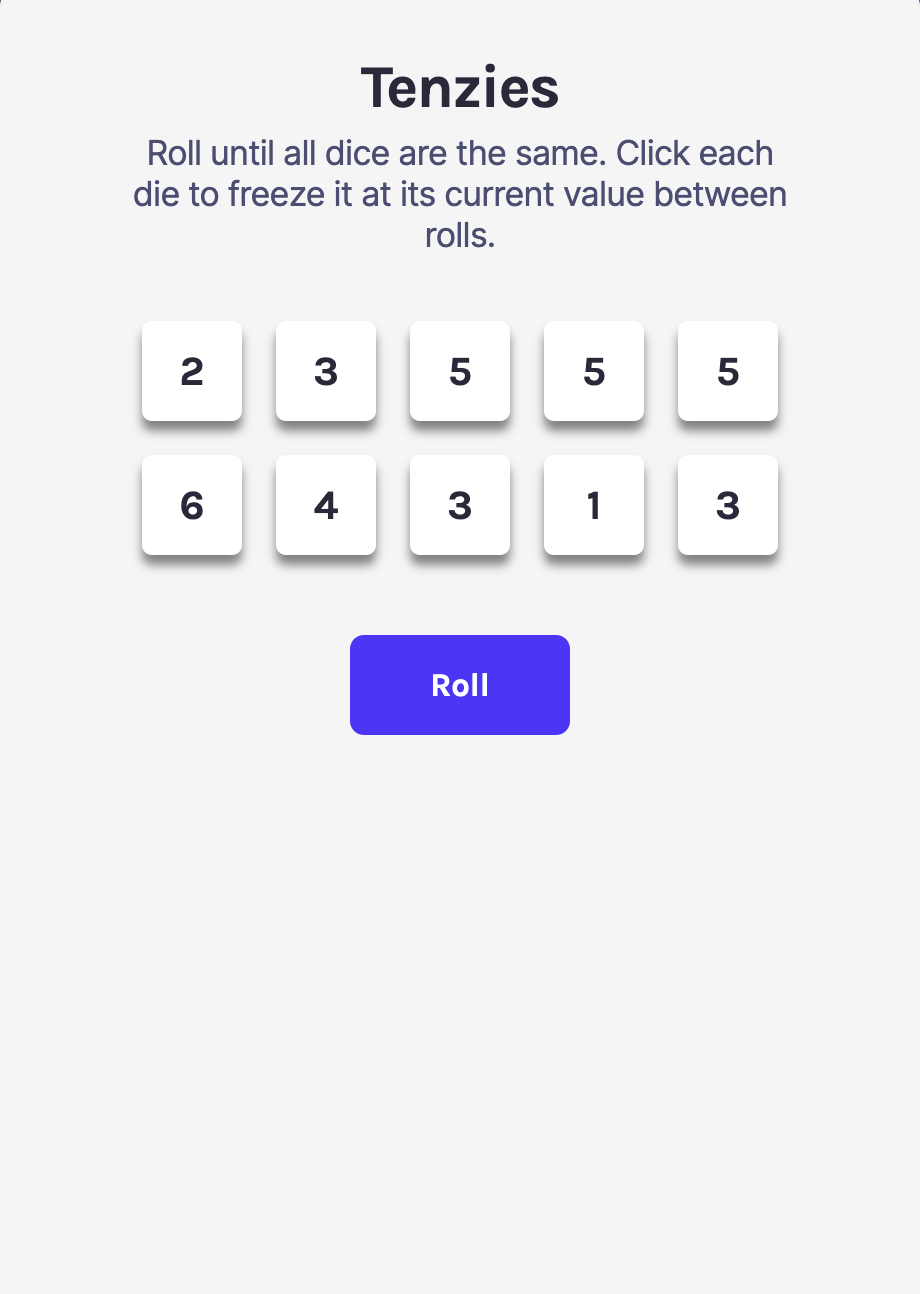 Tenzies
Roll until all dice are the same. Click each
die to freeze it at its current value between
rolls.
2 3 5 5 5
6 4 3 1 3
Roll